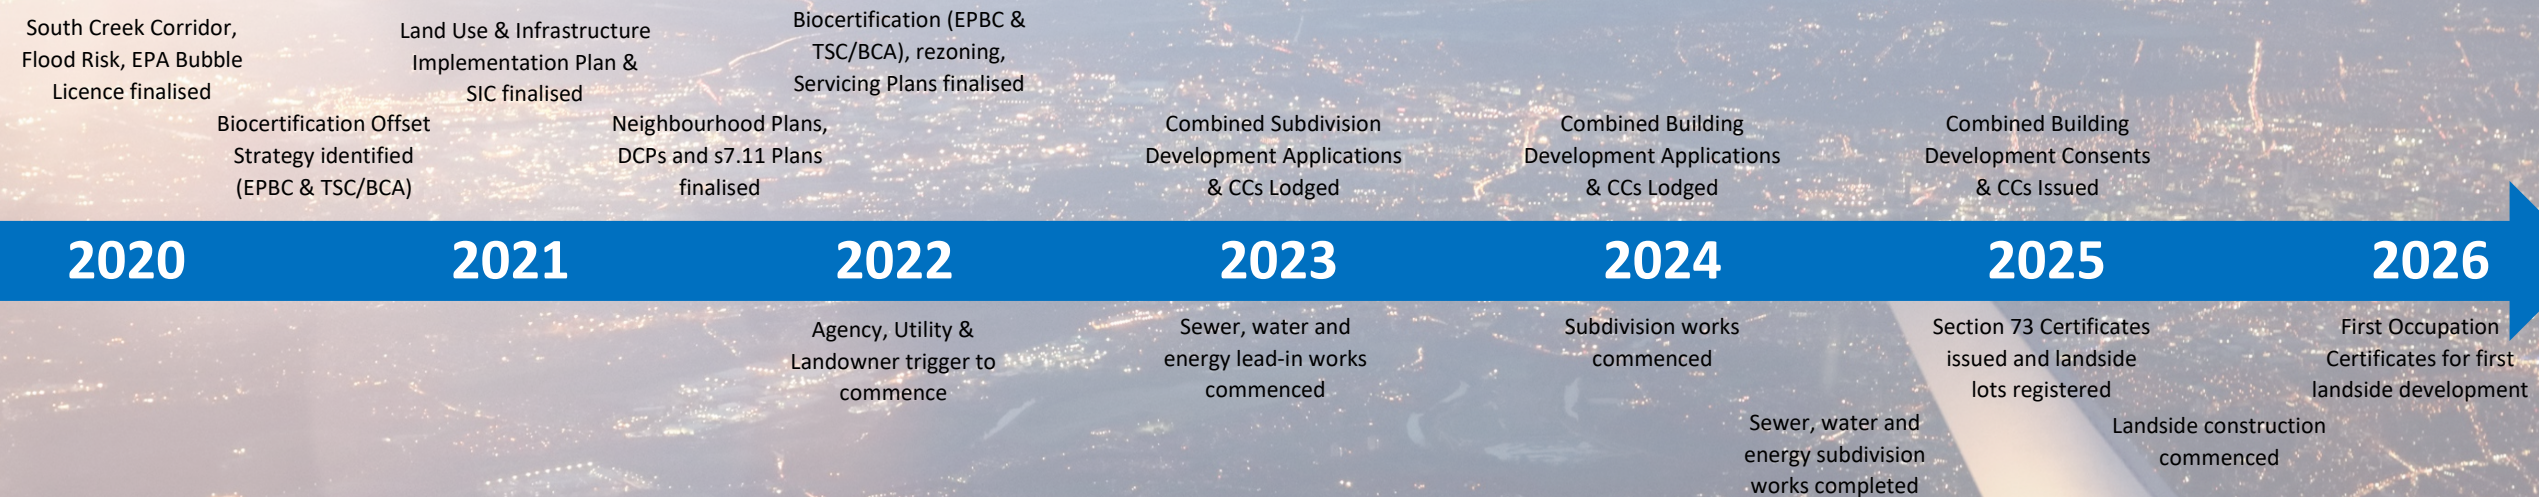 South Creek Corridor,
Flood Risk, EPA Bubble
Licence finalised
Biocertification Offset
Strategy identified
(EPBC & TSC/BCA)
Land Use & Infrastructure
Implementation Plan &
SIC finalised
Neighbourhood Plans,
DCPs and s7.11 Plans
finalised
Biocertification (EPBC &
TSC/BCA), rezoning,
Servicing Plans finalised
Combined Subdivision
Development Applications
& CCs Lodged
Combined Building
Development Applications
& CCs Lodged
Combined Building
Development Consents
& CCs Issued
2020
2021
2022
2023
2024
2025
2026
Agency, Utility &
Landowner trigger to
commence
Sewer, water and
energy lead-in works
commenced
Subdivision works
commenced
Sewer, water and
energy subdivision
works completed
Section 73 Certificates
issued and landside
lots registered
Landside construction
commenced
First Occupation
Certificates for first
landside development